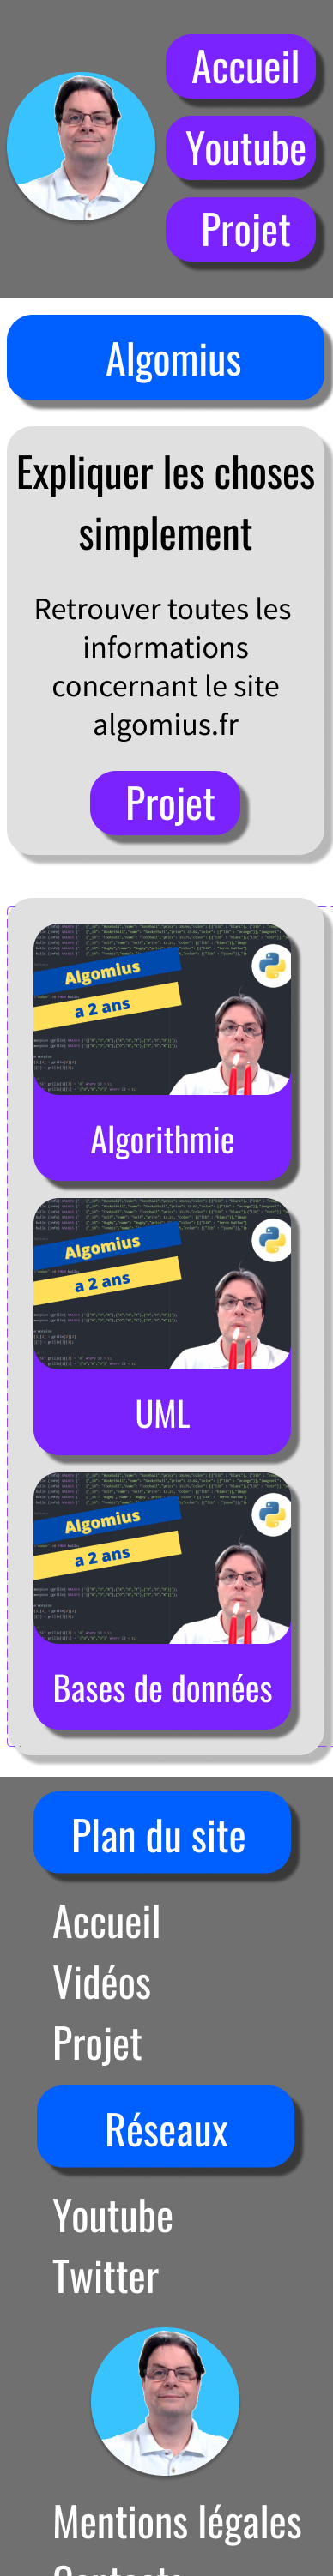 Accueil
Youtube
Projet
Algomius
Expliquer les choses
simplement
Retrouver toutes les
informations
concernant le site
algomius.fr
Projet
Algomius
a 2 ans
Algorithmie
Algomius
a 2 ans
UML
Algomius
a 2 ans
Bases de données
Plan du site
Accueil
Vidéos
Projet
Réseaux
Youtube
Twitter
Mentions légales